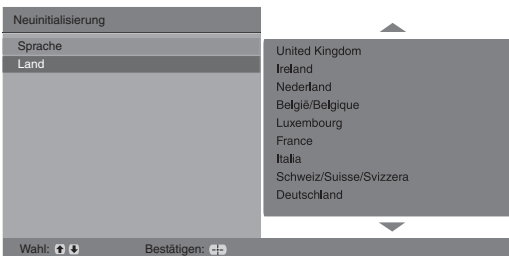 Neuinitialisierung
Sprache
Land
United Kingdom
Ireland
Nederland
België/Belgique
Luxembourg
France
Italia
Schweiz/Suisse/Svizzera
Deutschland
Wahl: Bestätigen: